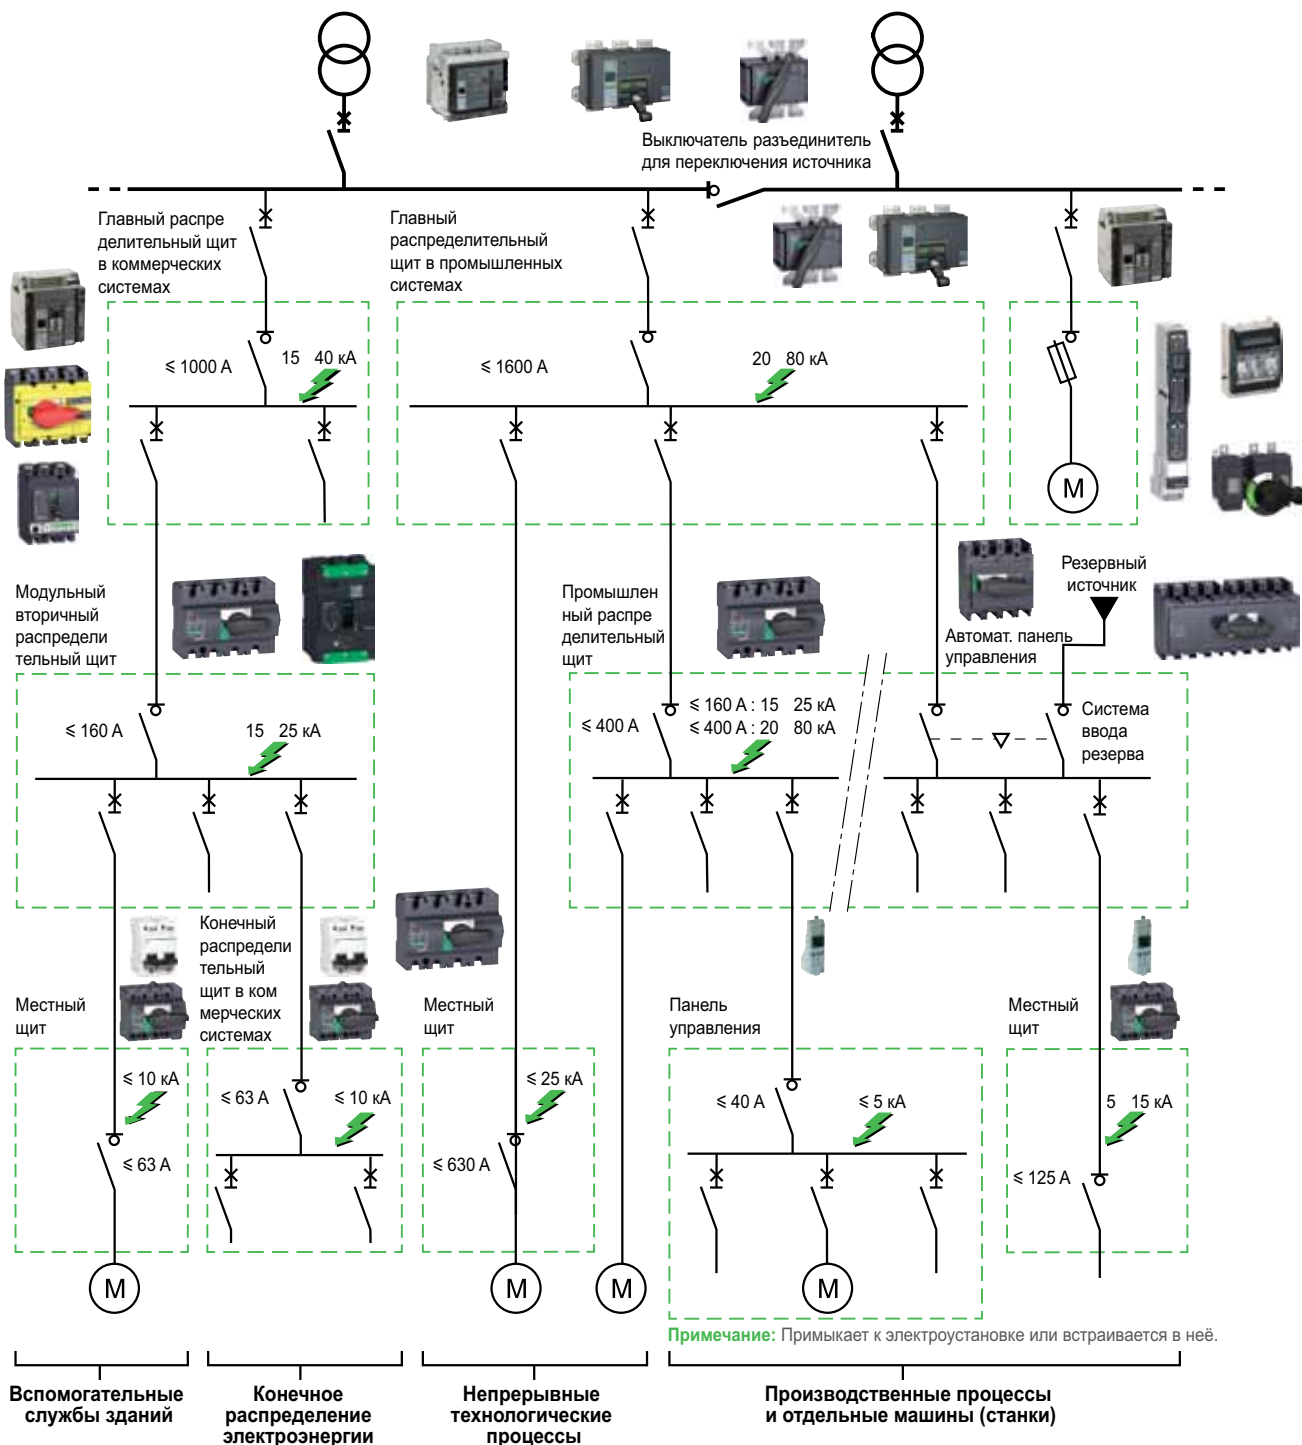 Выключатель разъединитель
для переключения источника
Главный распре
делительный щит
в коммерческих
системах
Главный
распределительный
щит в промышленных
системах
≤ 1000 A
15 40 кА
≤ 1600 A
20 80 кА
M
Модульный
вторичный
распредели
тельный щит
Промышлен
ный распре
делительный
щит
Резервный
источник
Автомат. панель
управления
≤ 160 A
15 25 кА
≤ 400 A
≤ 160 A : 15 25 кА
≤ 400 A : 20 80 кА
Система
ввода
резерва
Местный
щит
Конечный
распредели
тельный
щит в ком
мерческих
системах
Местный
щит
Панель
управления
Местный
щит
≤ 10 кА
≤ 63 A
≤ 63 A
≤ 10 кА
≤ 25 кА
≤ 630 A
≤ 40 A
≤ 5 кА
5 15 кА
≤ 125 A
M
M
M
M
Примечание: Примыкает к электроустановке или встраивается в неё.
Вспомогательные
службы зданий
Конечное
распределение
электроэнергии
Непрерывные
технологические
процессы
Производственные процессы
и отдельные машины (станки)